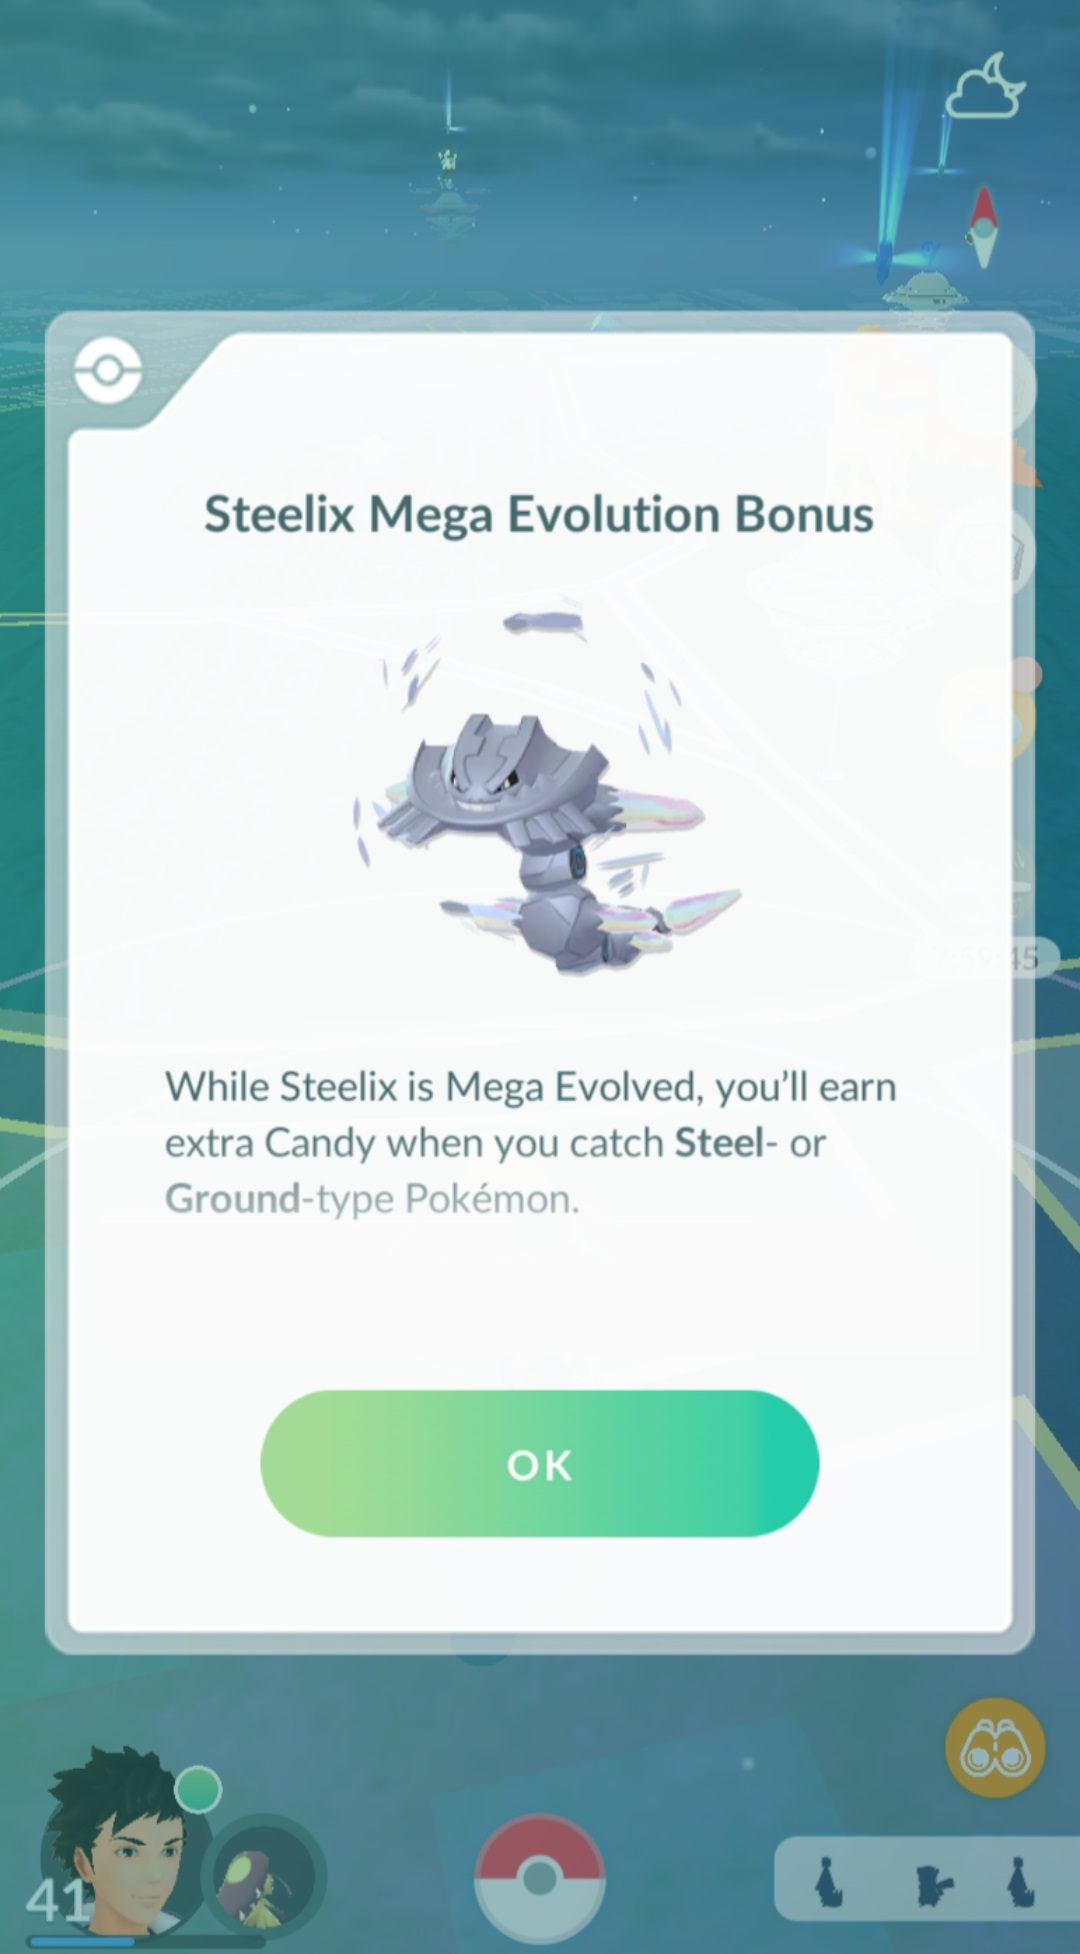 Steelix Mega Evolution Bonus
7:59:45
While Steelix is Mega Evolved, you’ll earn
extra Candy when you catch Steel- or
Ground-type Pokémon.
OK
41